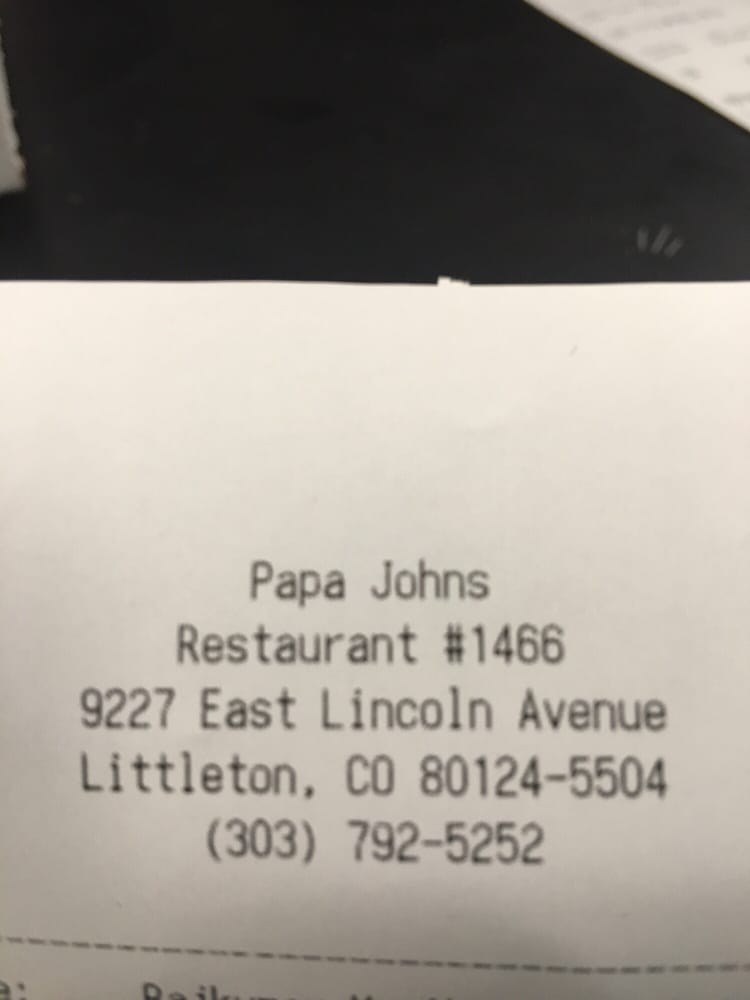 Papa Johns
Restaurant #1466
9227 East Lincoln Avenue
Littleton, CO 80124-5504
(303) 792-5252